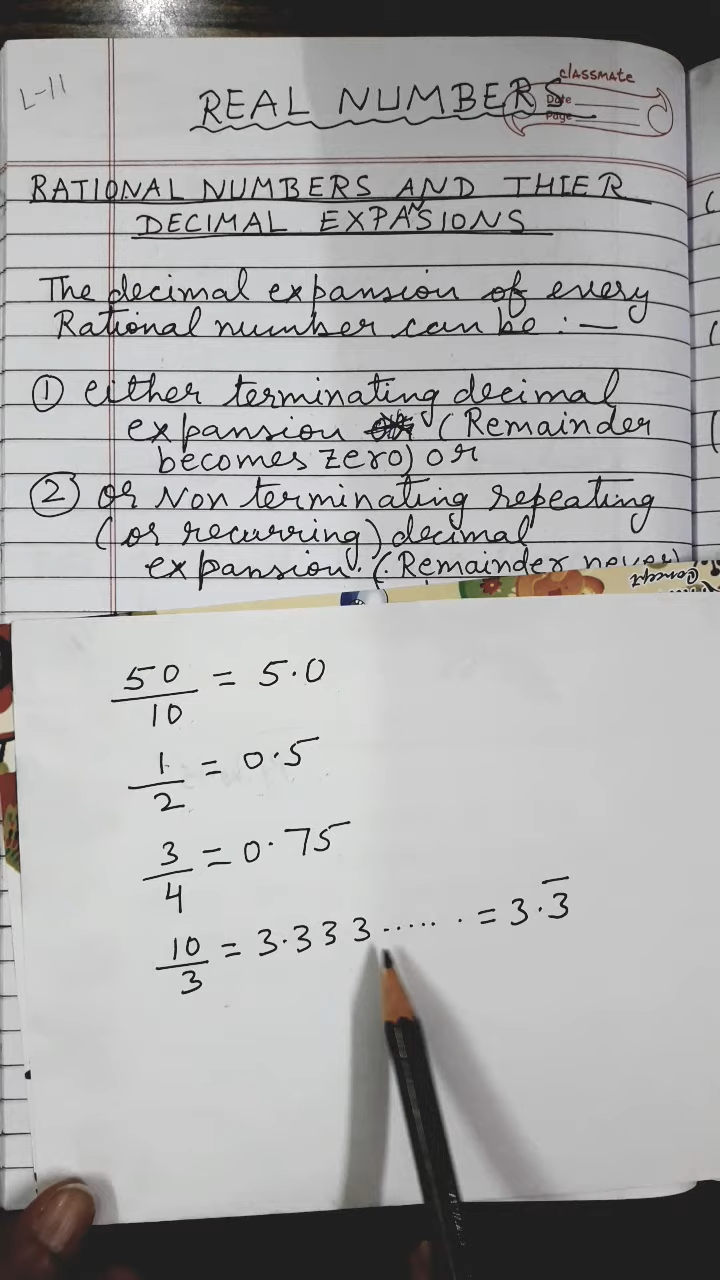 L-11
classmate
REAL NUMBERS
Date
Page
RATIONAL NUMBERS AND THIER
DECIMAL EXPANSIONS
The decimal expansion of every
Rational number can be :—
① either terminating decimal
expansion (Remainder
becomes zero) or
② or Non terminating repeating
(or recurring) decimal
expansion. (Remainder never)
Concept
50/10 = 5.0
1/2 = 0.5
3/4 = 0.75
10/3 = 3.333...... = 3.3̅